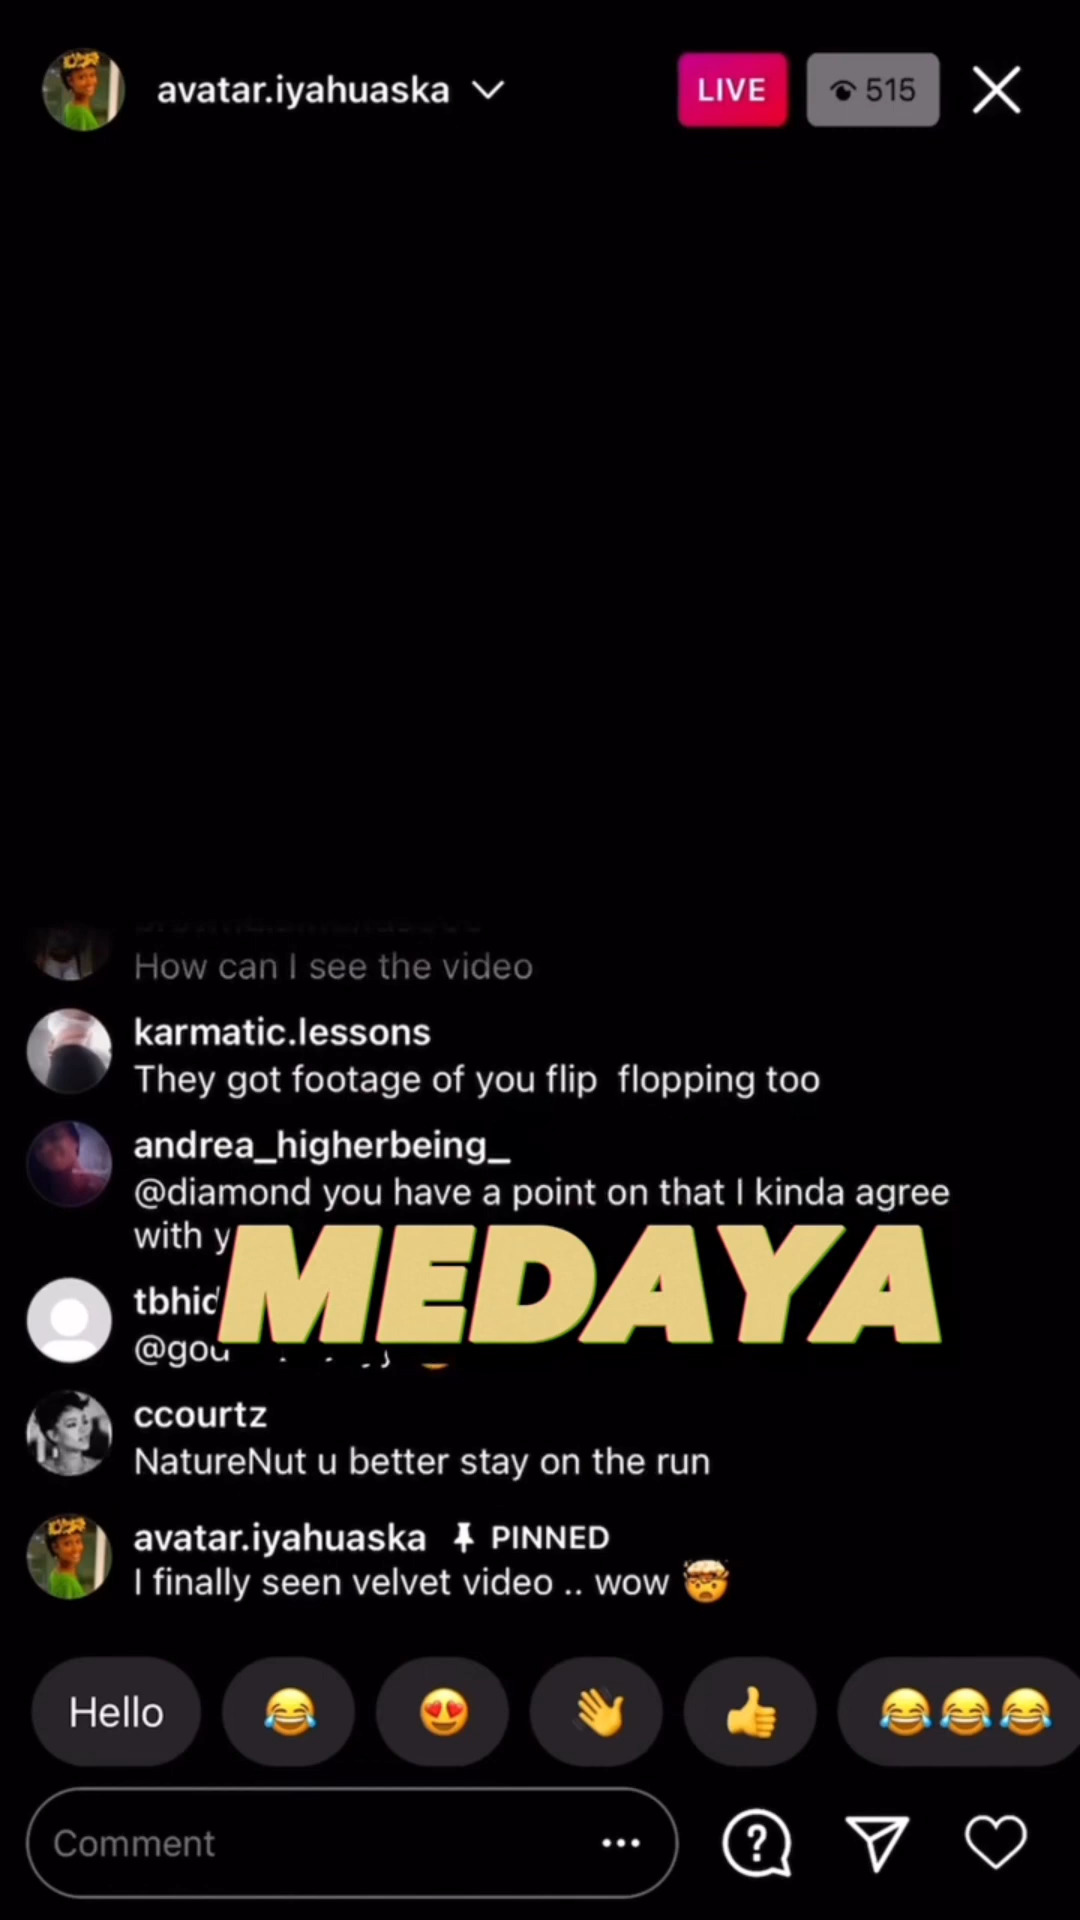 avatar.iyahuaska
LIVE
515
How can I see the video
karmatic.lessons
They got footage of you flip flopping too
andrea_higherbeing_
@diamond you have a point on that I kinda agree
with
MEDAYA
ccourtz
NatureNut u better stay on the run
avatar.iyahuaska PINNED
I finally seen velvet video .. wow 🤯
Hello 😂 😍 👋 👍 😂😂😂
Comment